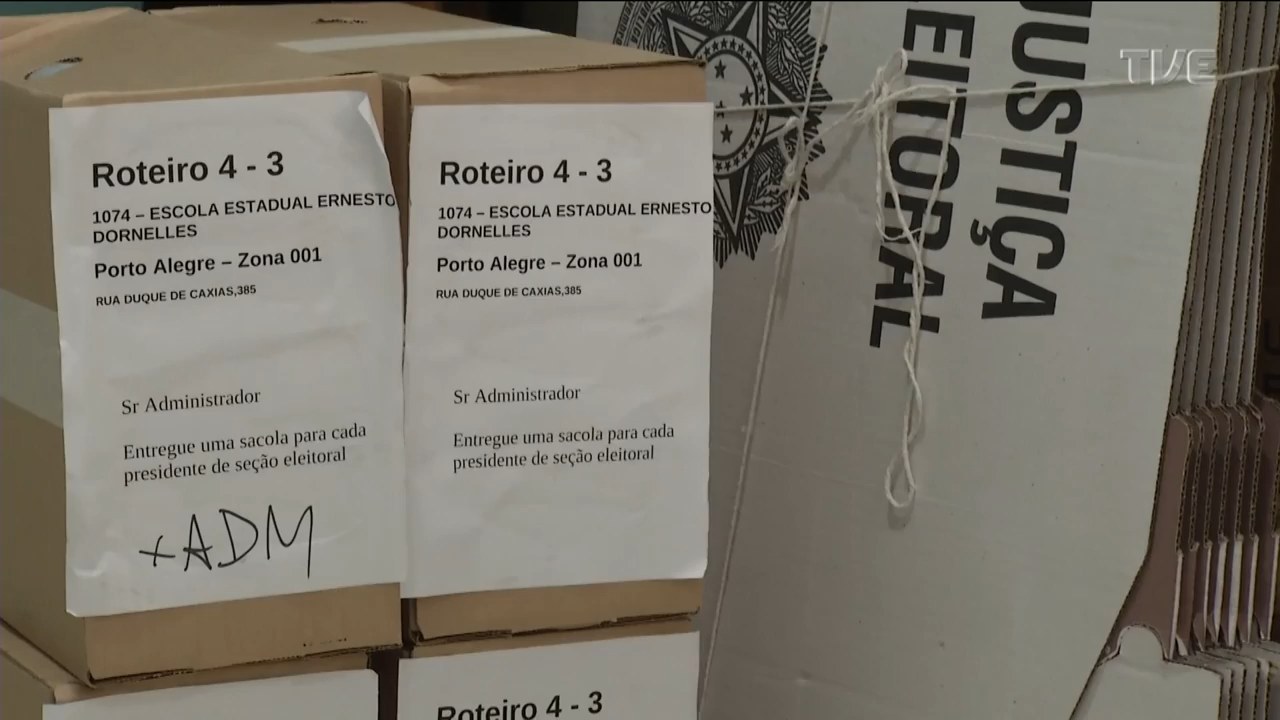 Roteiro 4 - 3
1074 – ESCOLA ESTADUAL ERNESTO
DORNELLES
Porto Alegre – Zona 001
RUA DUQUE DE CAXIAS,385
Sr Administrador
Entregue uma sacola para cada
presidente de seção eleitoral
+ADM
Roteiro 4 - 3
1074 – ESCOLA ESTADUAL ERNESTO
DORNELLES
Porto Alegre – Zona 001
RUA DUQUE DE CAXIAS,385
Sr Administrador
Entregue uma sacola para cada
presidente de seção eleitoral
Roteiro 4 - 3
JUSTIÇA
ELEITORAL
TVE